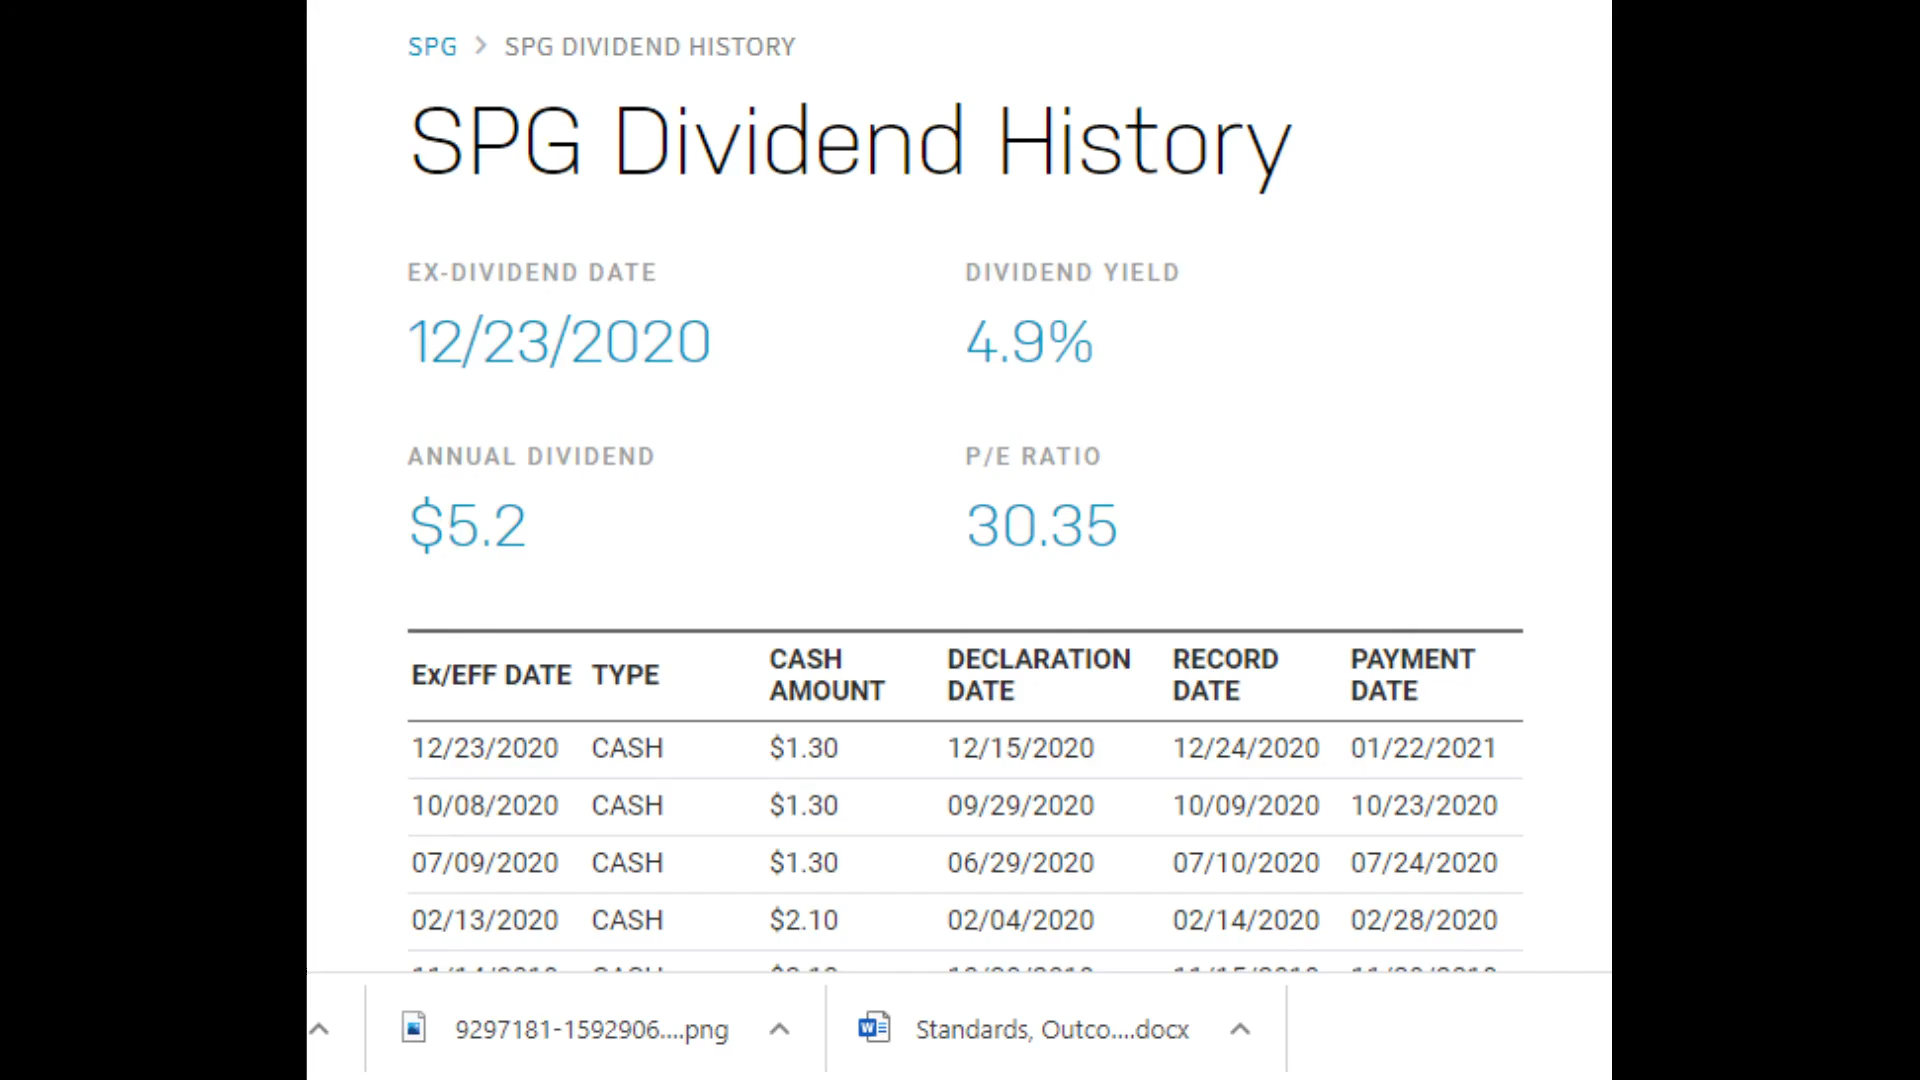 SPG > SPG DIVIDEND HISTORY
SPG Dividend History
EX-DIVIDEND DATE DIVIDEND YIELD
12/23/2020 4.9%
ANNUAL DIVIDEND P/E RATIO
$5.2 30.35
Ex/EFF DATE TYPE CASH AMOUNT DECLARATION DATE RECORD DATE PAYMENT DATE
12/23/2020 CASH $1.30 12/15/2020 12/24/2020 01/22/2021
10/08/2020 CASH $1.30 09/29/2020 10/09/2020 10/23/2020
07/09/2020 CASH $1.30 06/29/2020 07/10/2020 07/24/2020
02/13/2020 CASH $2.10 02/04/2020 02/14/2020 02/28/2020
9297181-1592906....png Standards, Outco....docx